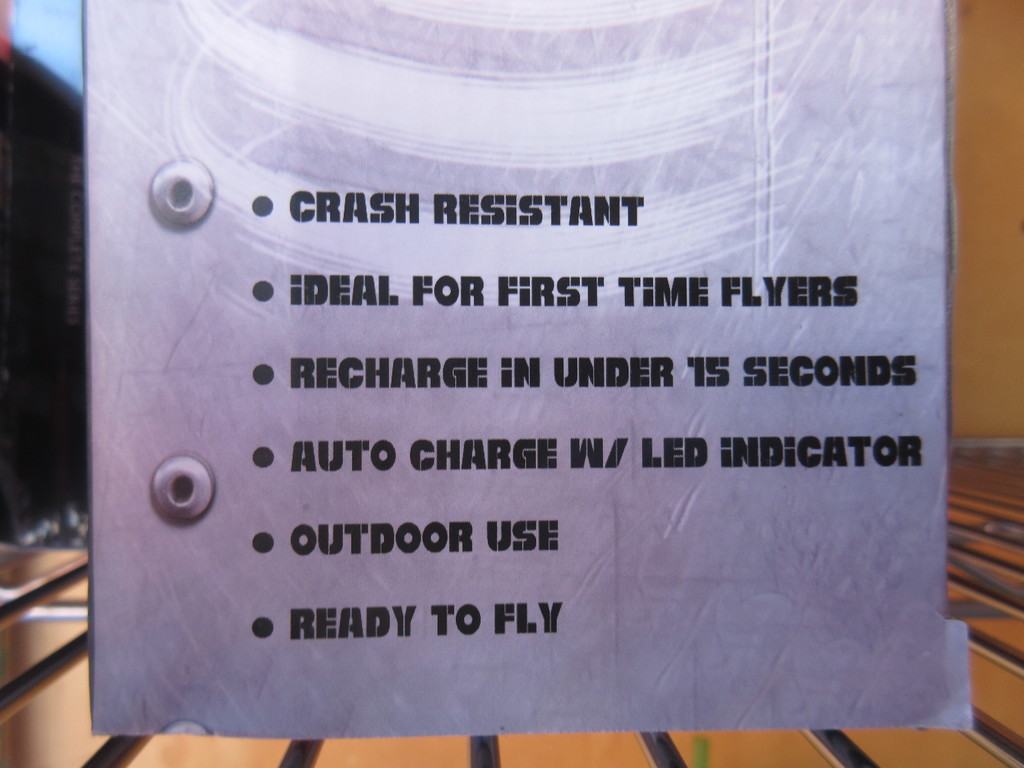 • CRASH RESISTANT
• IDEAL FOR FIRST TIME FLYERS
• RECHARGE IN UNDER 15 SECONDS
• AUTO CHARGE W/ LED INDICATOR
• OUTDOOR USE
• READY TO FLY